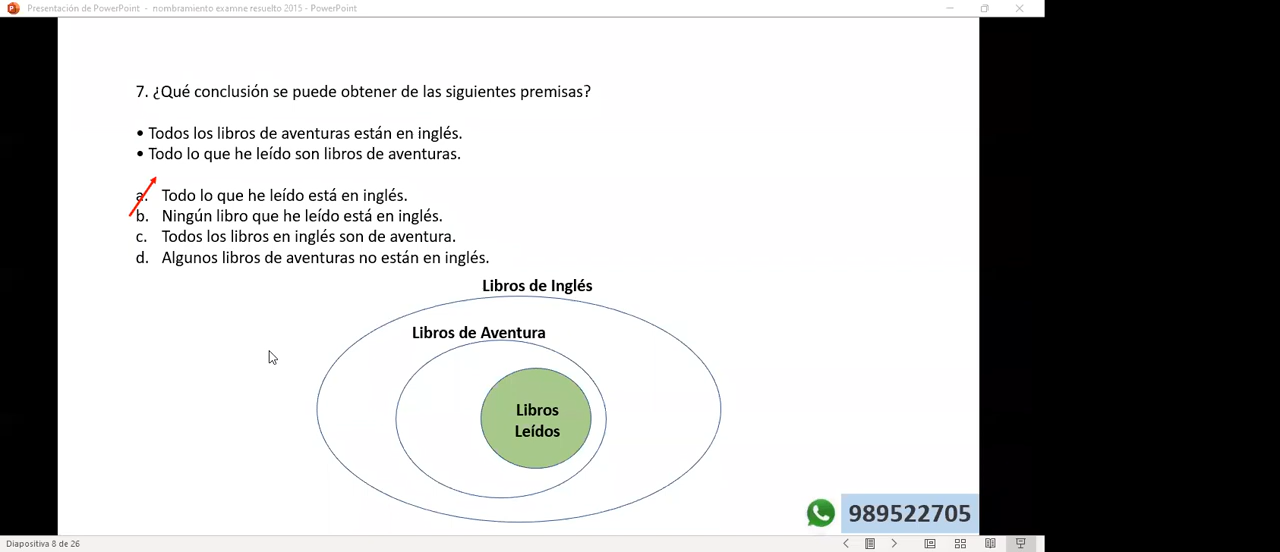 Presentación de PowerPoint - nombramiento examne resuelto 2015 - PowerPoint
7. ¿Qué conclusión se puede obtener de las siguientes premisas?
• Todos los libros de aventuras están en inglés.
• Todo lo que he leído son libros de aventuras.
a. Todo lo que he leído está en inglés.
b. Ningún libro que he leído está en inglés.
c. Todos los libros en inglés son de aventura.
d. Algunos libros de aventuras no están en inglés.
Libros de Inglés
Libros de Aventura
Libros
Leídos
989522705
Diapositiva 8 de 26